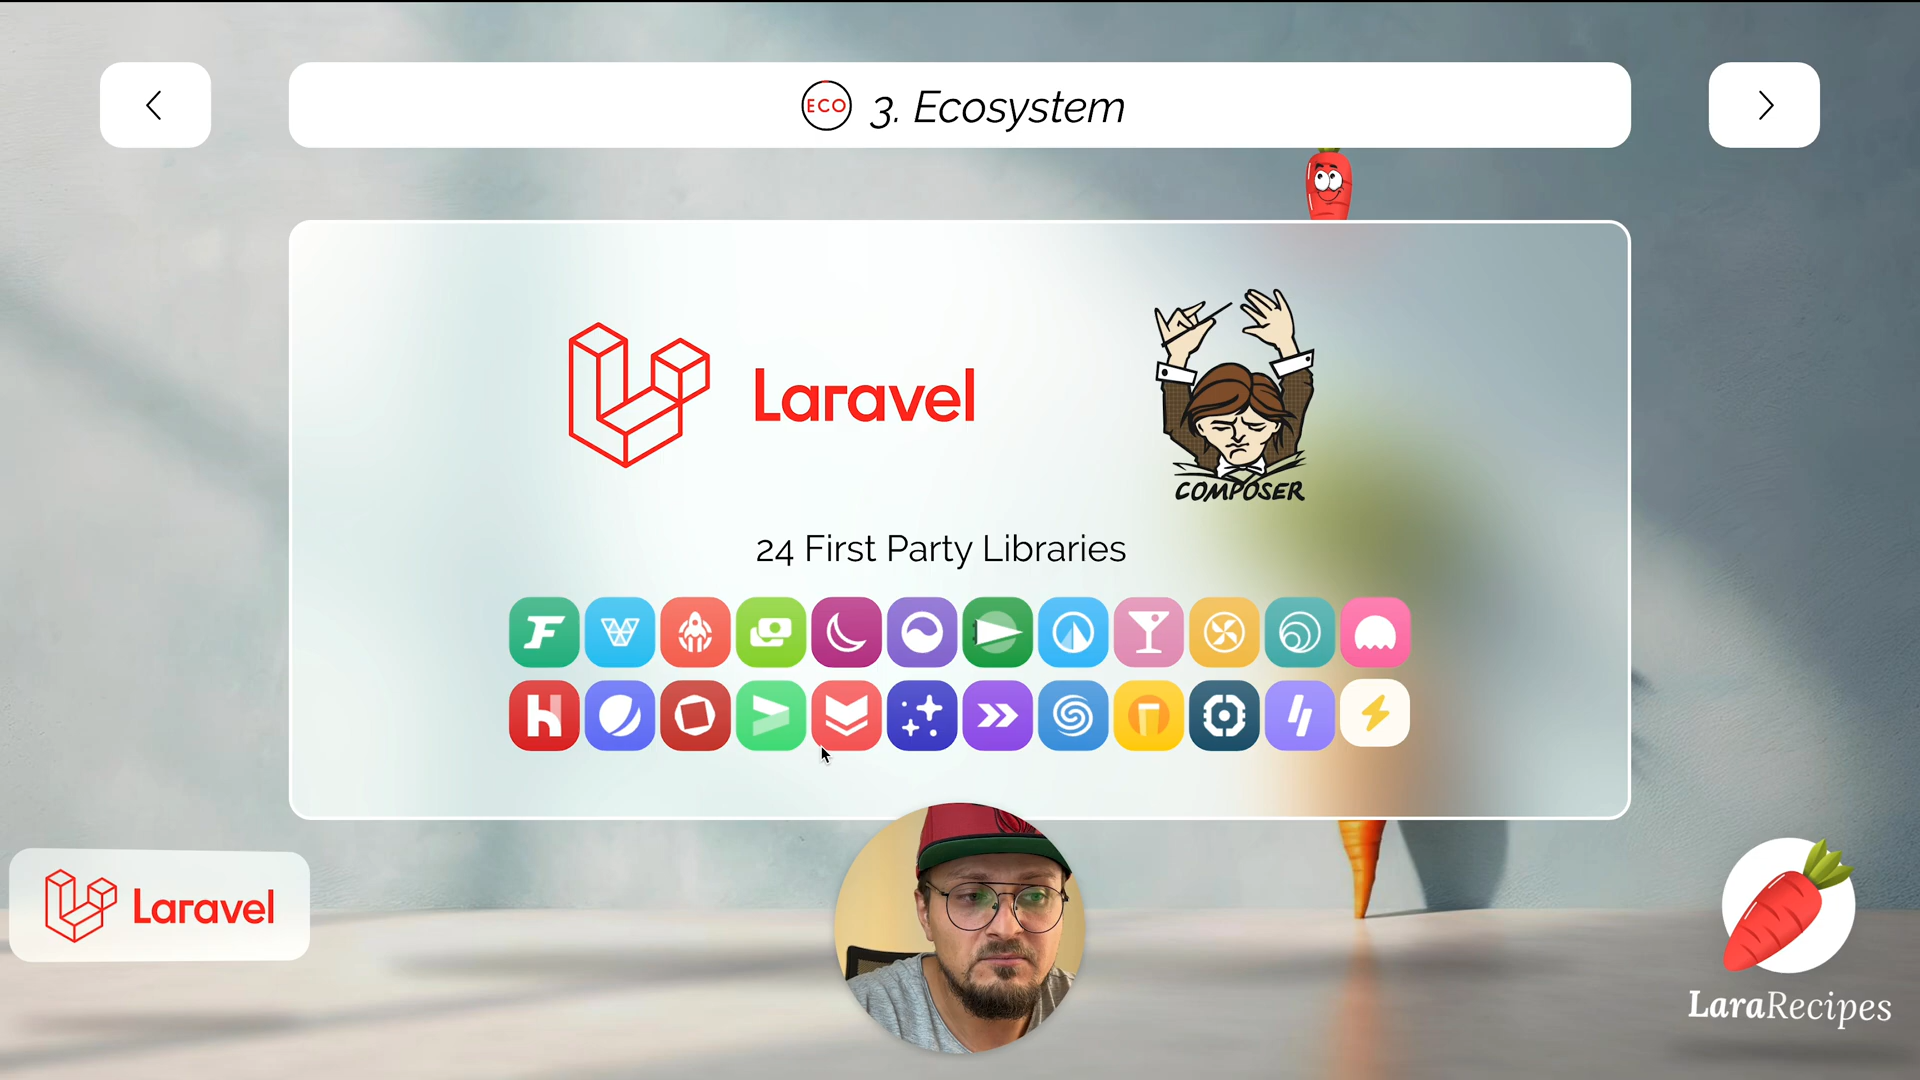 ECO 3. Ecosystem
Laravel
COMPOSER
24 First Party Libraries
Laravel
LaraRecipes